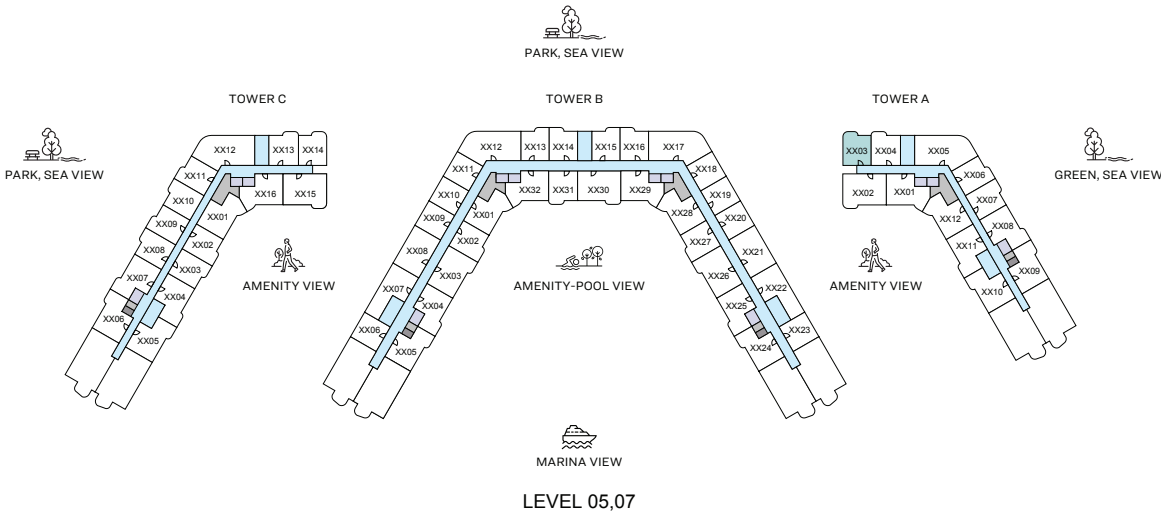 PARK, SEA VIEW
TOWER C
TOWER B
TOWER A
PARK, SEA VIEW
GREEN, SEA VIEW
XX12
XX13
XX14
XX11
XX10
XX09
XX08
XX07
XX06
XX01
XX02
XX03
XX04
XX05
XX16
XX15
AMENITY VIEW
XX12
XX13
XX14
XX15
XX16
XX17
XX11
XX10
XX09
XX08
XX07
XX06
XX01
XX02
XX03
XX04
XX05
XX32
XX31
XX30
XX29
XX18
XX19
XX20
XX21
XX22
XX23
XX28
XX27
XX26
XX25
XX24
AMENITY-POOL VIEW
XX03
XX04
XX05
XX02
XX01
XX06
XX07
XX08
XX09
XX12
XX11
XX10
AMENITY VIEW
MARINA VIEW
LEVEL 05,07